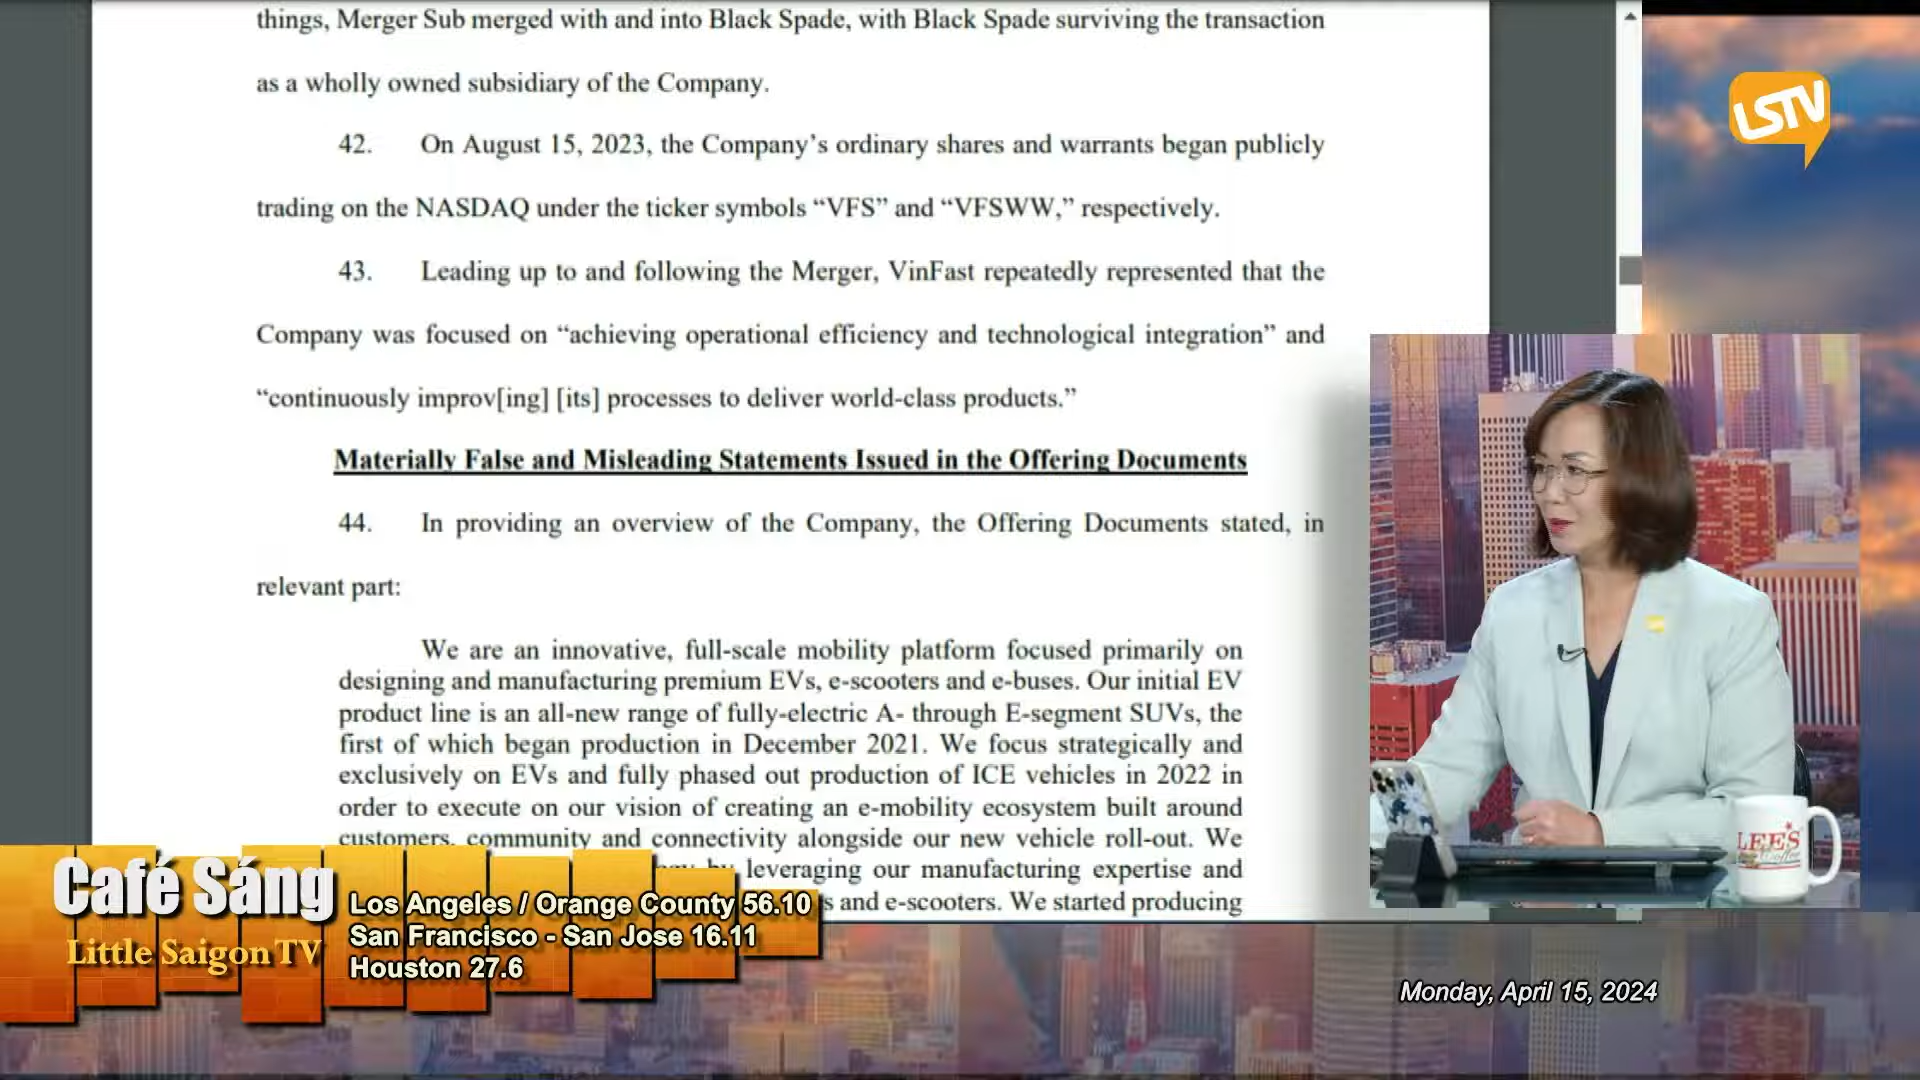 things, Merger Sub merged with and into Black Spade, with Black Spade surviving the transaction
as a wholly owned subsidiary of the Company.
42. On August 15, 2023, the Company’s ordinary shares and warrants began publicly
trading on the NASDAQ under the ticker symbols “VFS” and “VFSWW,” respectively.
43. Leading up to and following the Merger, VinFast repeatedly represented that the
Company was focused on “achieving operational efficiency and technological integration” and
“continuously improv[ing] [its] processes to deliver world-class products.”
Materially False and Misleading Statements Issued in the Offering Documents
44. In providing an overview of the Company, the Offering Documents stated, in
relevant part:
We are an innovative, full-scale mobility platform focused primarily on
designing and manufacturing premium EVs, e-scooters and e-buses. Our initial EV
product line is an all-new range of fully-electric A- through E-segment SUVs, the
first of which began production in December 2021. We focus strategically and
exclusively on EVs and fully phased out production of ICE vehicles in 2022 in
order to execute on our vision of creating an e-mobility ecosystem built around
customers, community and connectivity alongside our new vehicle roll-out. We
leveraging our manufacturing expertise and
and e-scooters. We started producing
LSTV
LEE'S
Coffee
Café Sáng
Little Saigon TV
Los Angeles / Orange County 56.10
San Francisco - San Jose 16.11
Houston 27.6
Monday, April 15, 2024